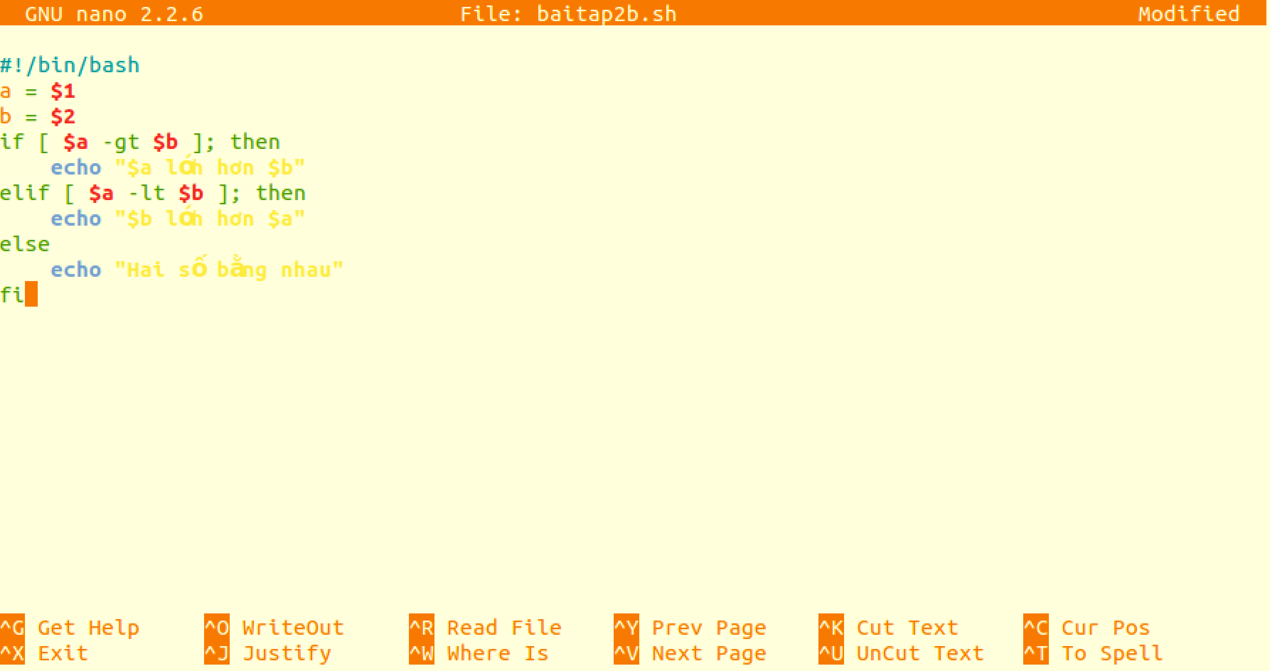 GNU nano 2.2.6 File: baitap2b.sh Modified
#!/bin/bash
a = $1
b = $2
if [ $a -gt $b ]; then
    echo "$a lớn hơn $b"
elif [ $a -lt $b ]; then
    echo "$b lớn hơn $a"
else
    echo "Hai số bằng nhau"
fi
^G Get Help ^O WriteOut ^R Read File ^Y Prev Page ^K Cut Text ^C Cur Pos
^X Exit ^J Justify ^W Where Is ^V Next Page ^U UnCut Text ^T To Spell